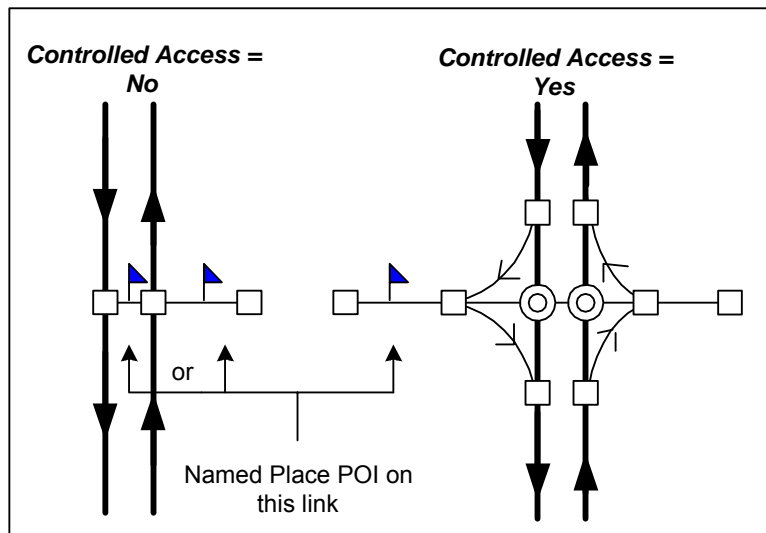 Controlled Access =
No
Controlled Access =
Yes
or
Named Place POI on
this link